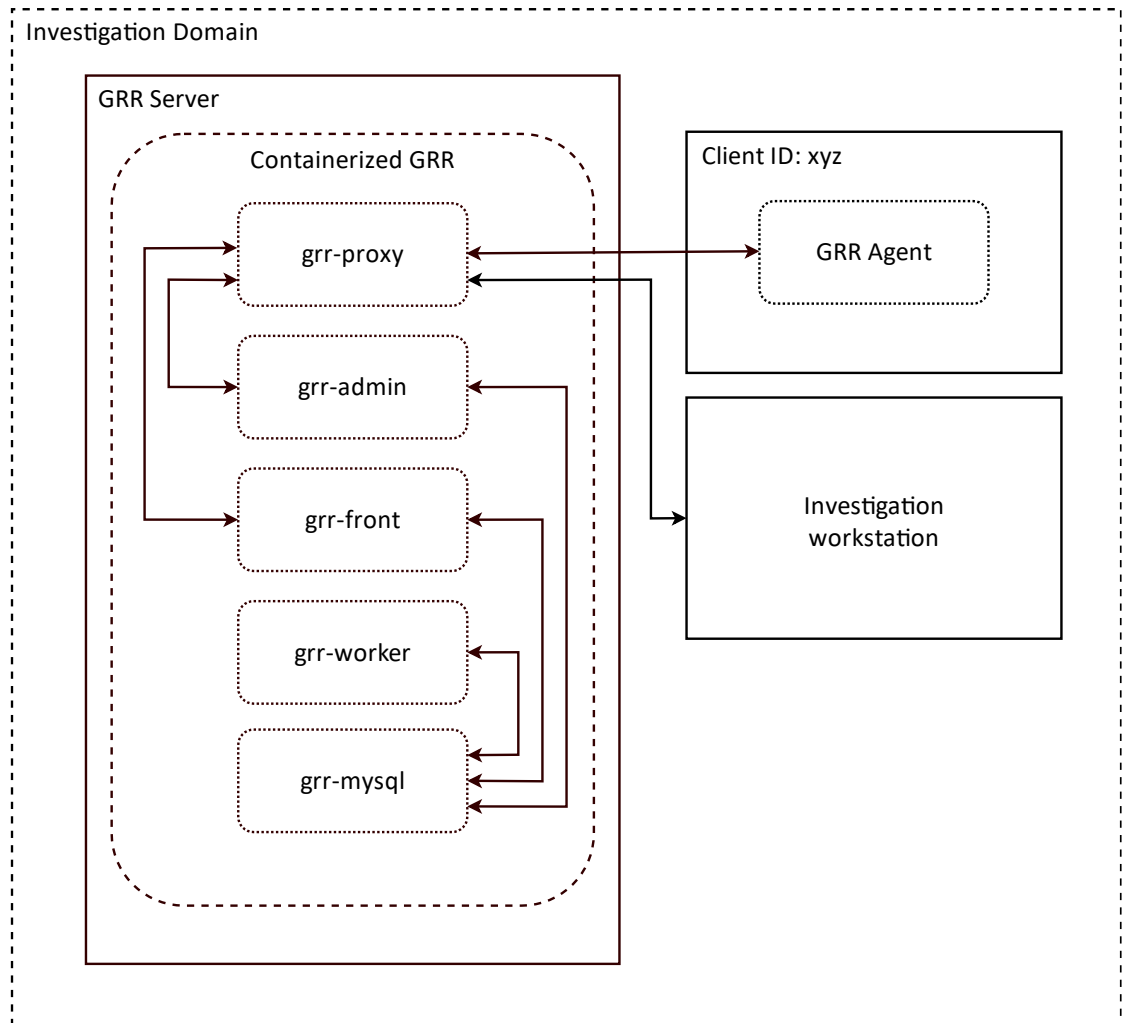 Investigation Domain
GRR Server
Containerized GRR
grr-proxy
grr-admin
grr-front
grr-worker
grr-mysql
Client ID: xyz
GRR Agent
Investigation
workstation